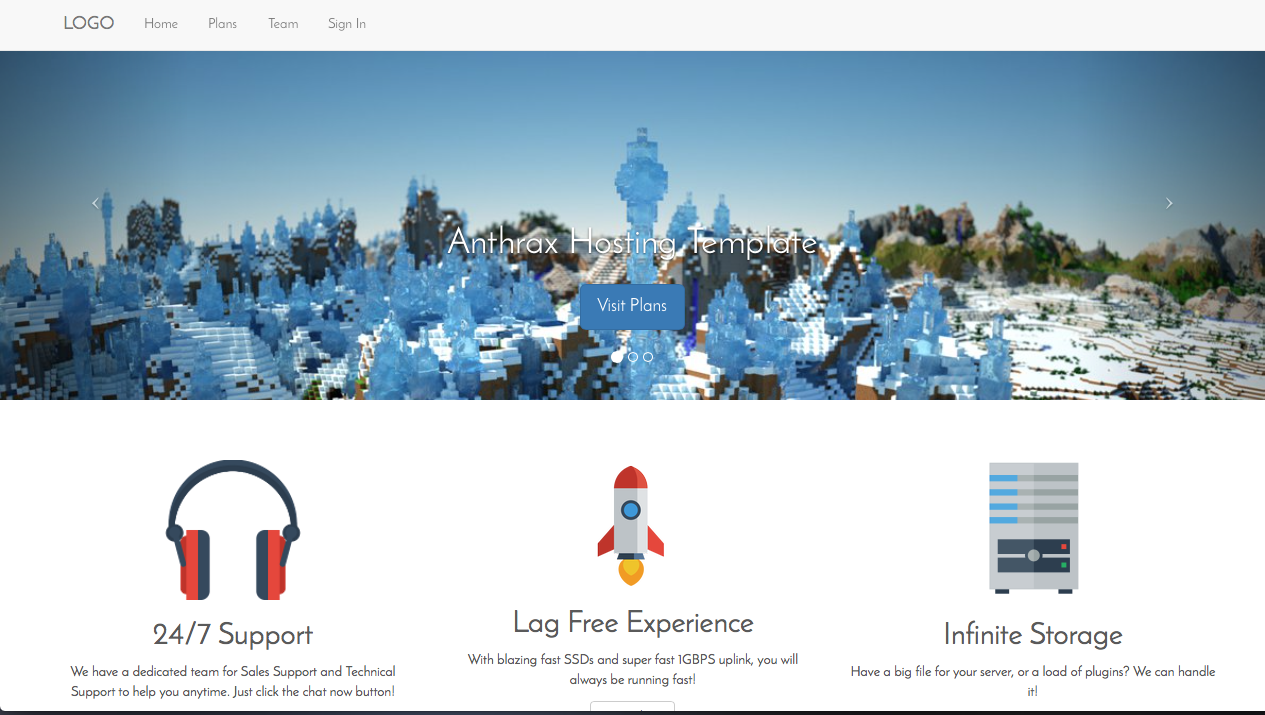 LOGO Home Plans Team Sign In
Anthrax Hosting Template
Visit Plans
24/7 Support
We have a dedicated team for Sales Support and Technical
Support to help you anytime. Just click the chat now button!
Lag Free Experience
With blazing fast SSDs and super fast 1GBPS uplink, you will
always be running fast!
Infinite Storage
Have a big file for your server, or a load of plugins? We can handle
it!